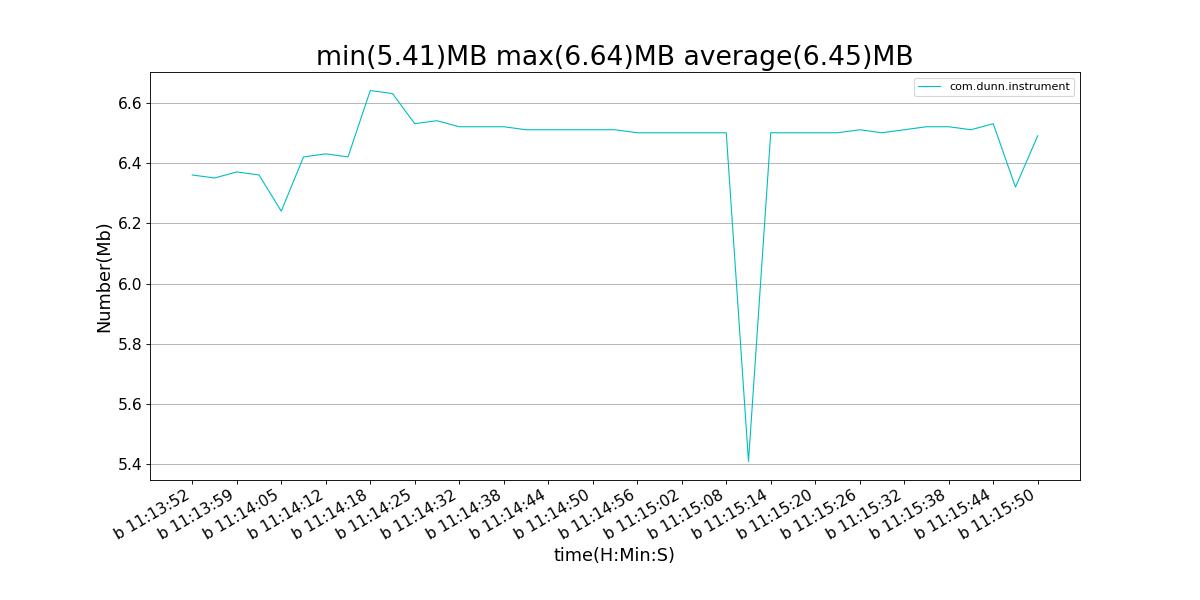 min(5.41)MB max(6.64)MB average(6.45)MB
com.dunn.instrument
6.6
6.4
6.2
6.0
5.8
5.6
5.4
Number(Mb)
b 11:13:52
b 11:13:59
b 11:14:05
b 11:14:12
b 11:14:18
b 11:14:25
b 11:14:32
b 11:14:38
b 11:14:44
b 11:14:50
b 11:14:56
b 11:15:02
b 11:15:08
b 11:15:14
b 11:15:20
b 11:15:26
b 11:15:32
b 11:15:38
b 11:15:44
b 11:15:50
time(H:Min:S)